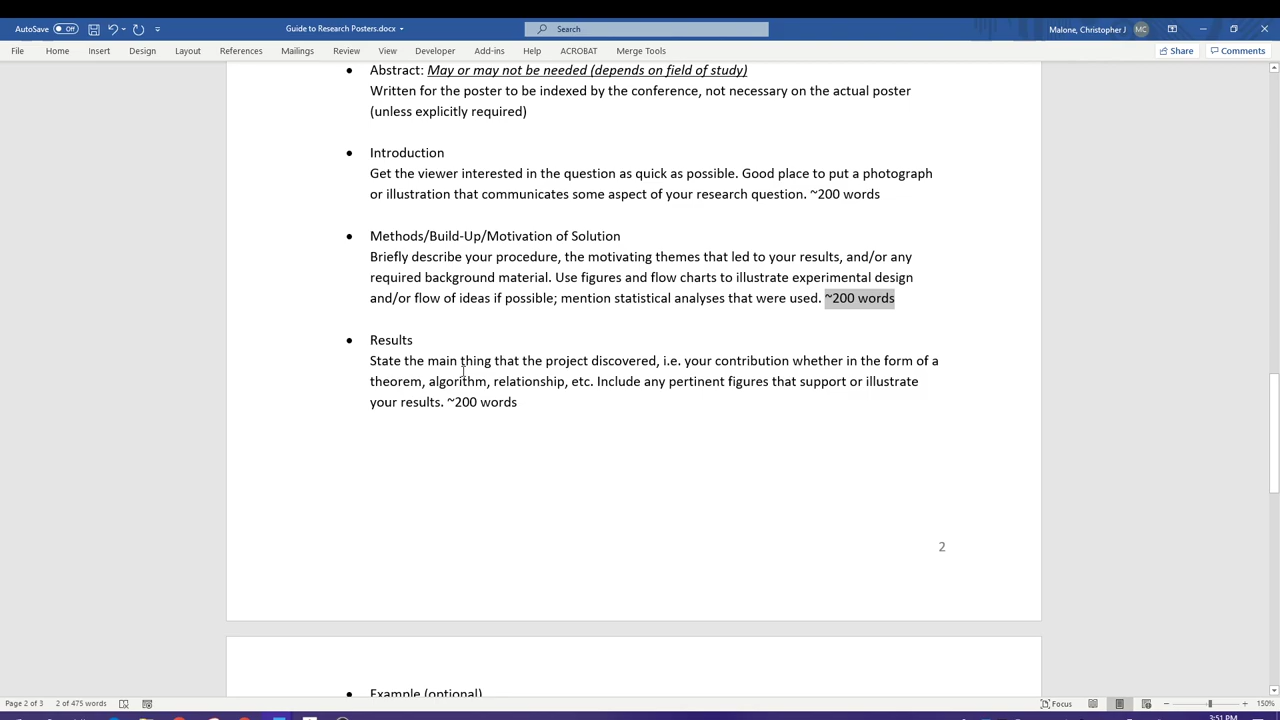 AutoSave Off Guide to Research Posters.docx Search Malone, Christopher J MC
File Home Insert Design Layout References Mailings Review View Developer Add-ins Help ACROBAT Merge Tools Share Comments
• Abstract: May or may not be needed (depends on field of study)
Written for the poster to be indexed by the conference, not necessary on the actual poster
(unless explicitly required)
• Introduction
Get the viewer interested in the question as quick as possible. Good place to put a photograph
or illustration that communicates some aspect of your research question. ~200 words
• Methods/Build-Up/Motivation of Solution
Briefly describe your procedure, the motivating themes that led to your results, and/or any
required background material. Use figures and flow charts to illustrate experimental design
and/or flow of ideas if possible; mention statistical analyses that were used. ~200 words
• Results
State the main thing that the project discovered, i.e. your contribution whether in the form of a
theorem, algorithm, relationship, etc. Include any pertinent figures that support or illustrate
your results. ~200 words
2
• Example (optional)
Page 2 of 3 2 of 475 words Focus 150%
3:51 PM